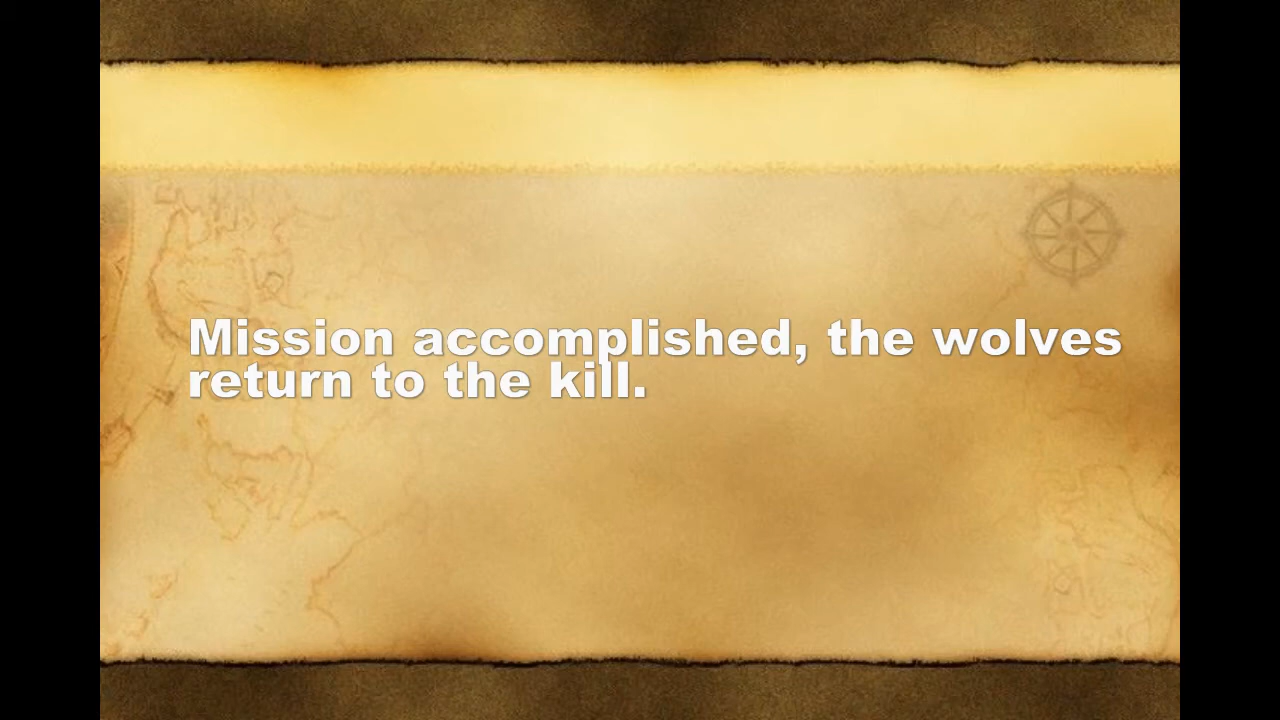 Mission accomplished, the wolves
return to the kill.